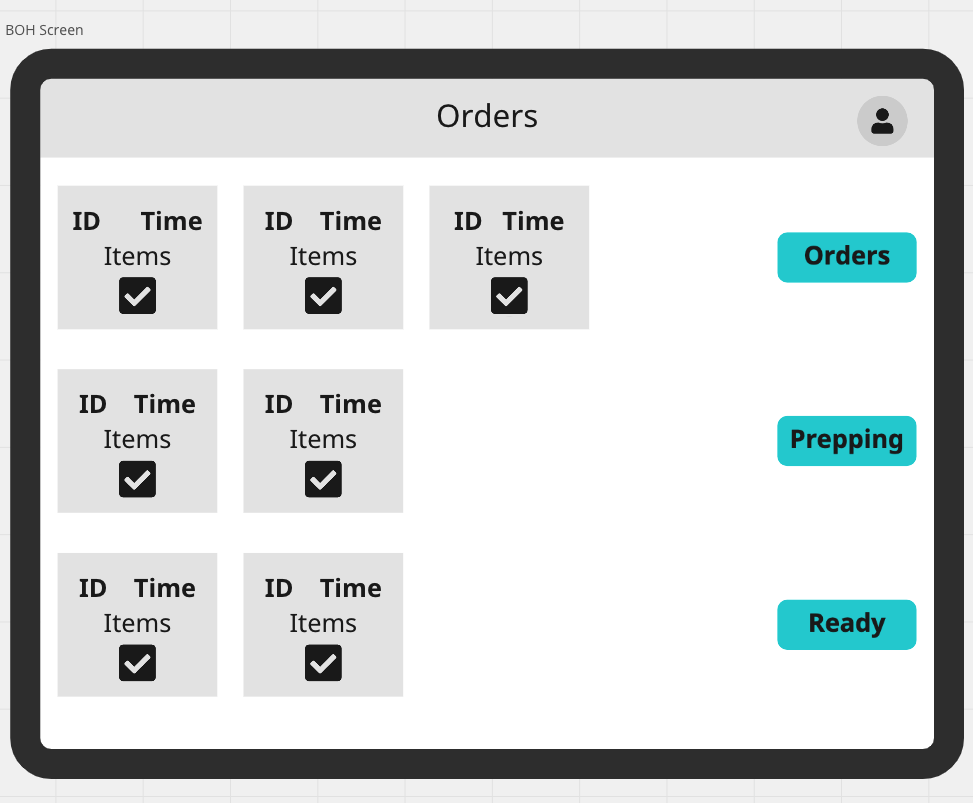 BOH Screen
Orders
ID Time ID Time ID Time
Items Items Items
Orders
ID Time ID Time
Items Items
Prepping
ID Time ID Time
Items Items
Ready